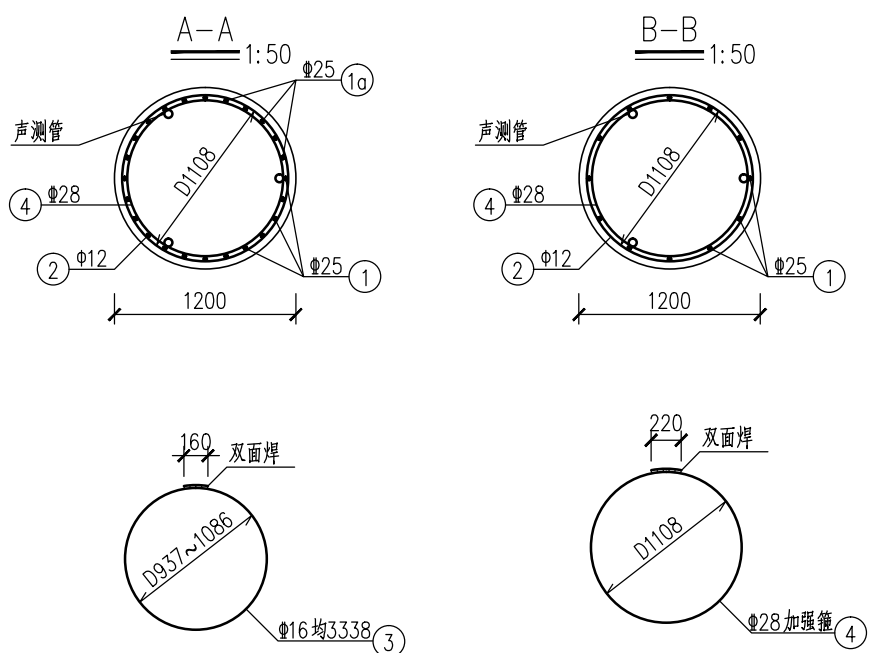 A-A
1:50
Φ25 1a
声测管
D1108
4 Φ28
2 Φ12
Φ25 1
1200
B-B
1:50
声测管
D1108
4 Φ28
2 Φ12
Φ25 1
1200
160
双面焊
D937~1086
Φ16均3338 3
220
双面焊
D1108
Φ28加强箍 4